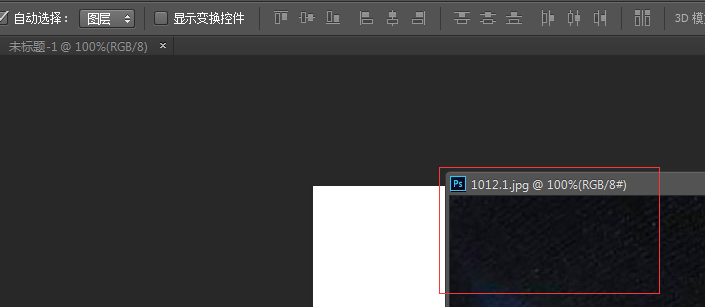 自动选择： 图层 显示变换控件 3D 模
未标题-1 @ 100%(RGB/8) ×
Ps 1012.1.jpg @ 100%(RGB/8#)